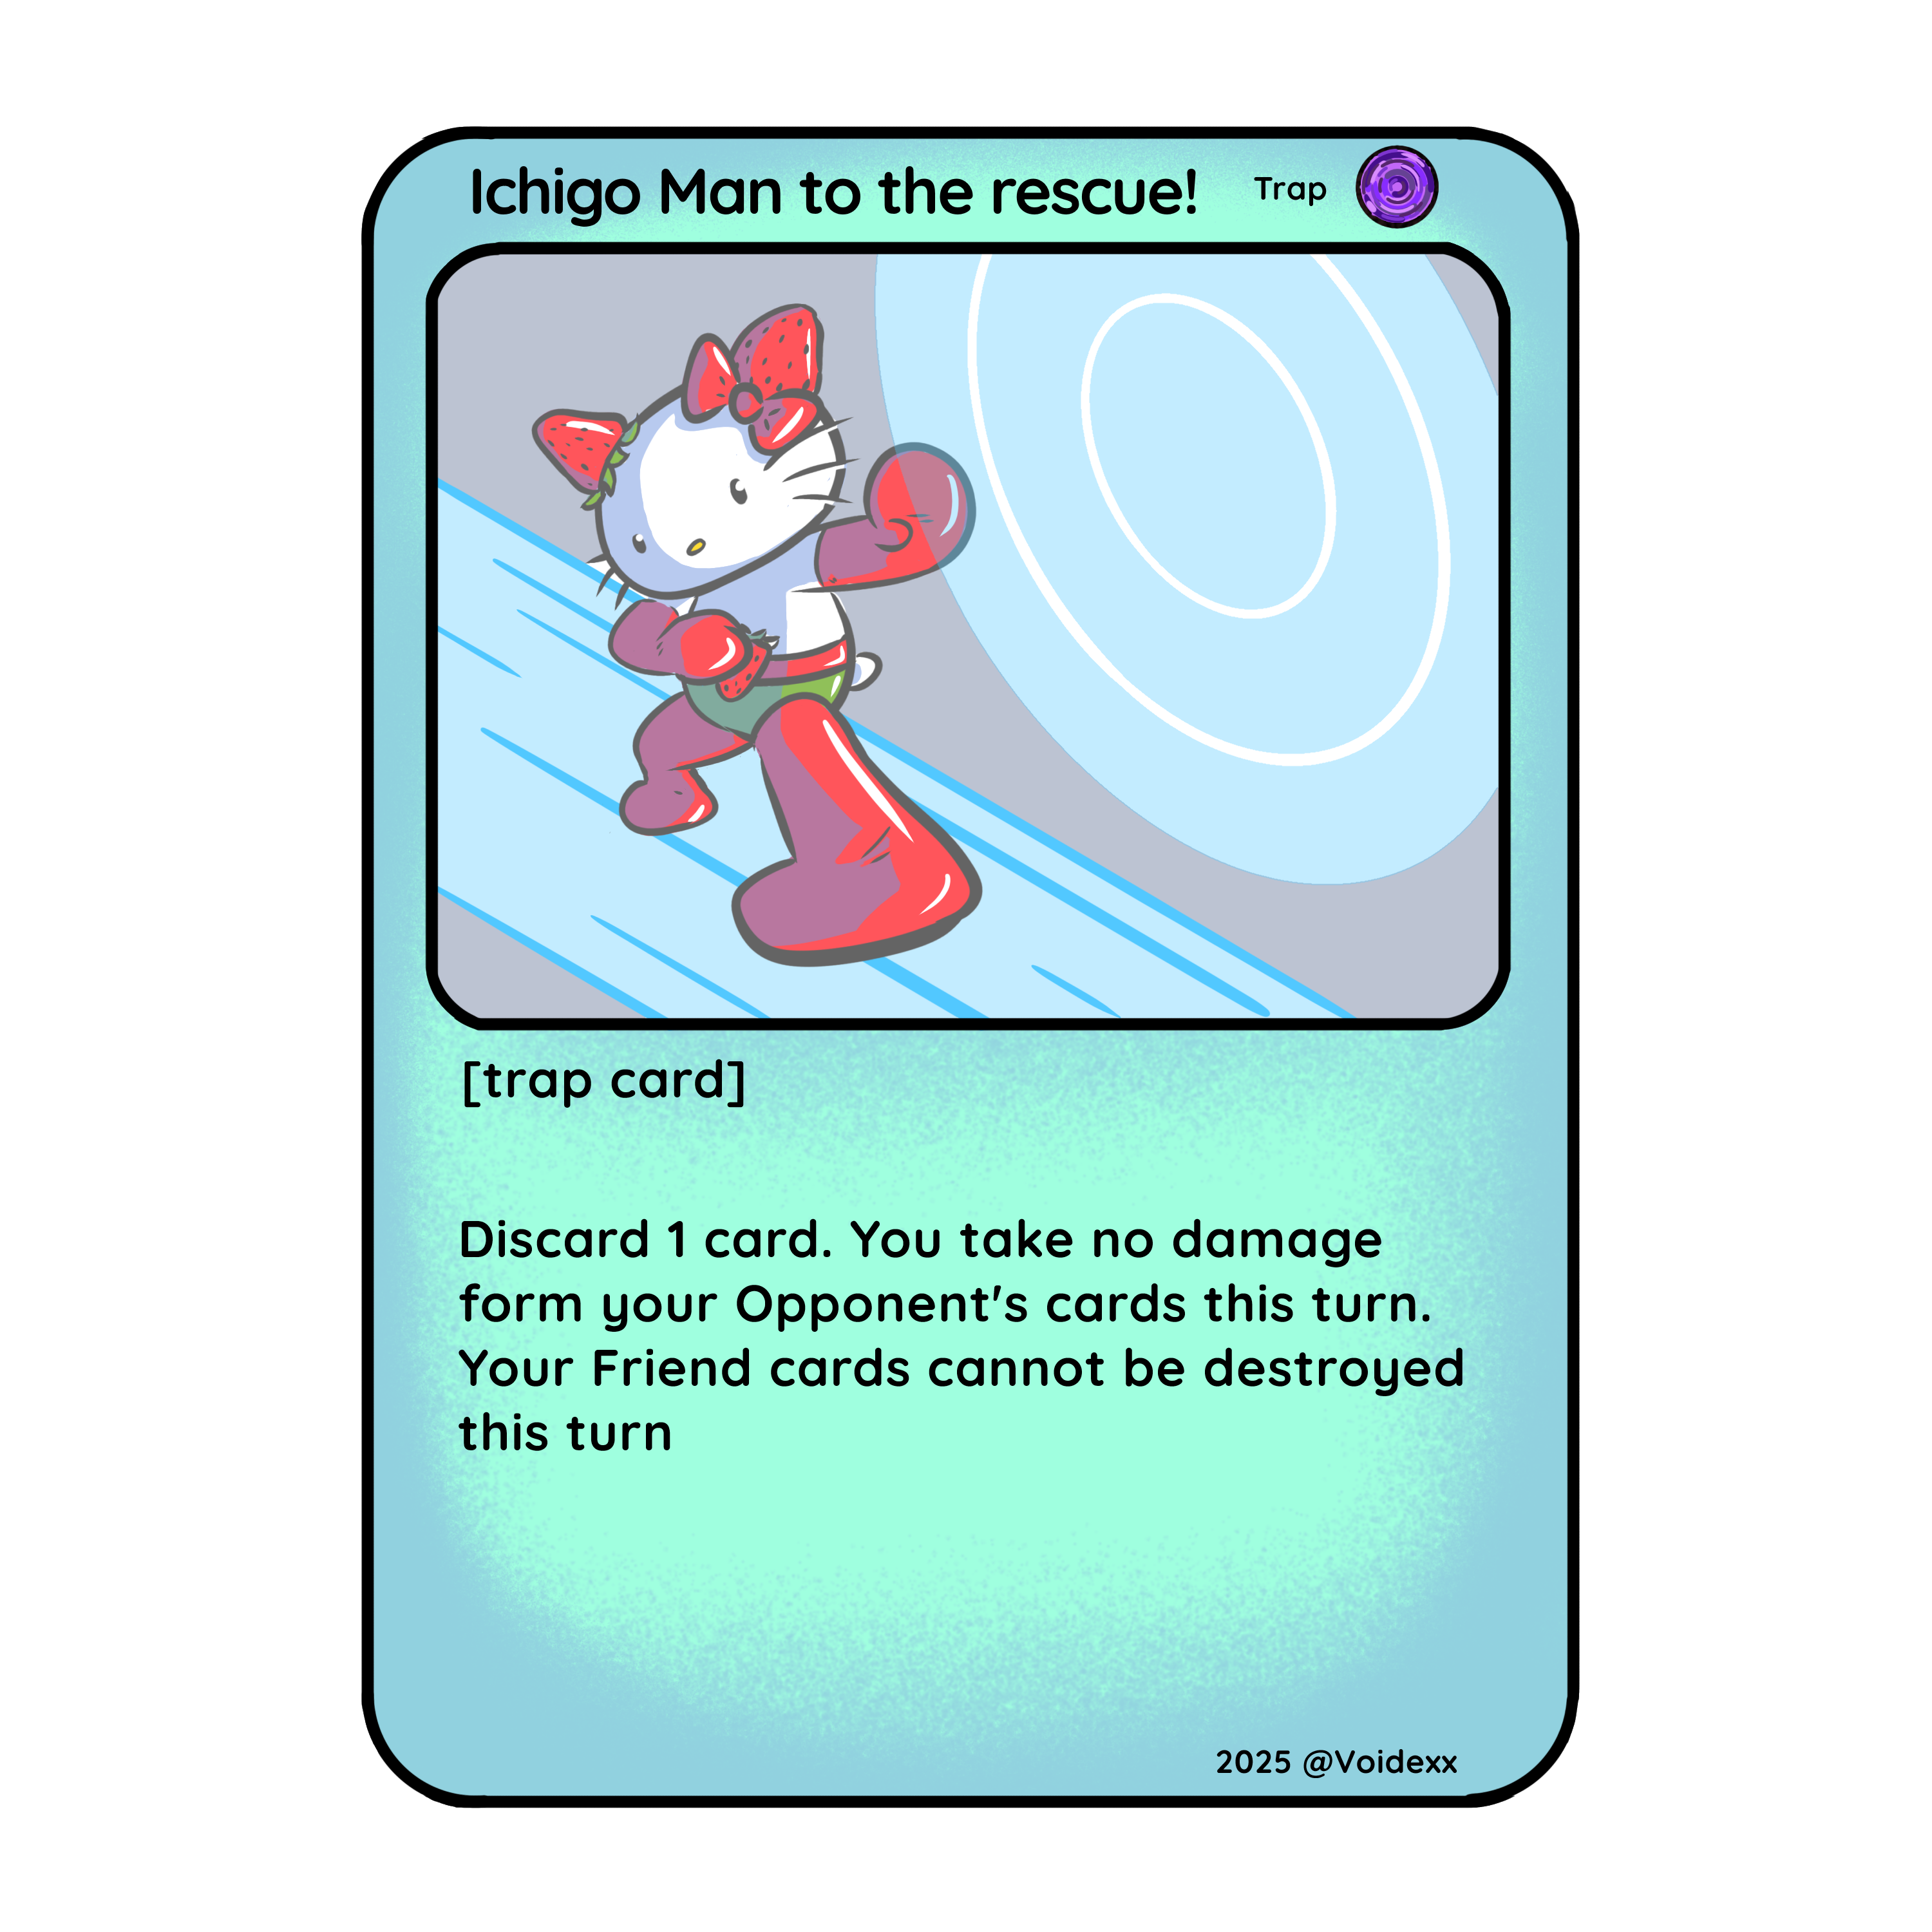 Ichigo Man to the rescue!
Trap
[trap card]
Discard 1 card. You take no damage
form your Opponent's cards this turn.
Your Friend cards cannot be destroyed
this turn
2025 @Voidexx